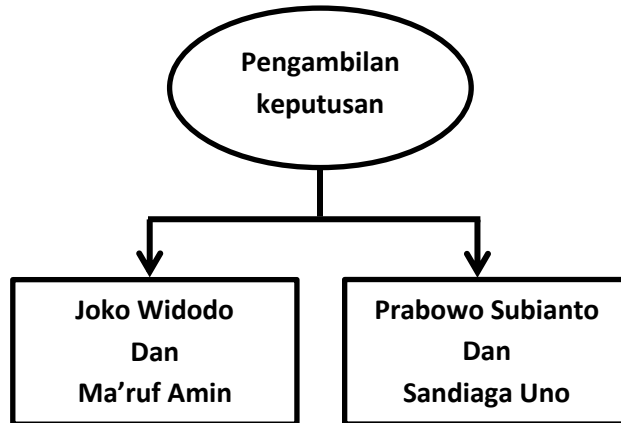 Pengambilan
keputusan
Joko Widodo
Dan
Ma’ruf Amin
Prabowo Subianto
Dan
Sandiaga Uno